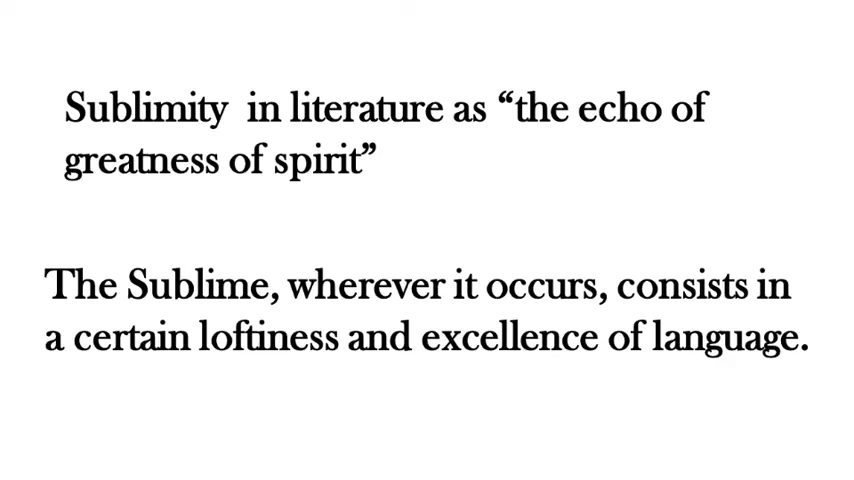 Sublimity in literature as “the echo of
greatness of spirit”
The Sublime, wherever it occurs, consists in
a certain loftiness and excellence of language.